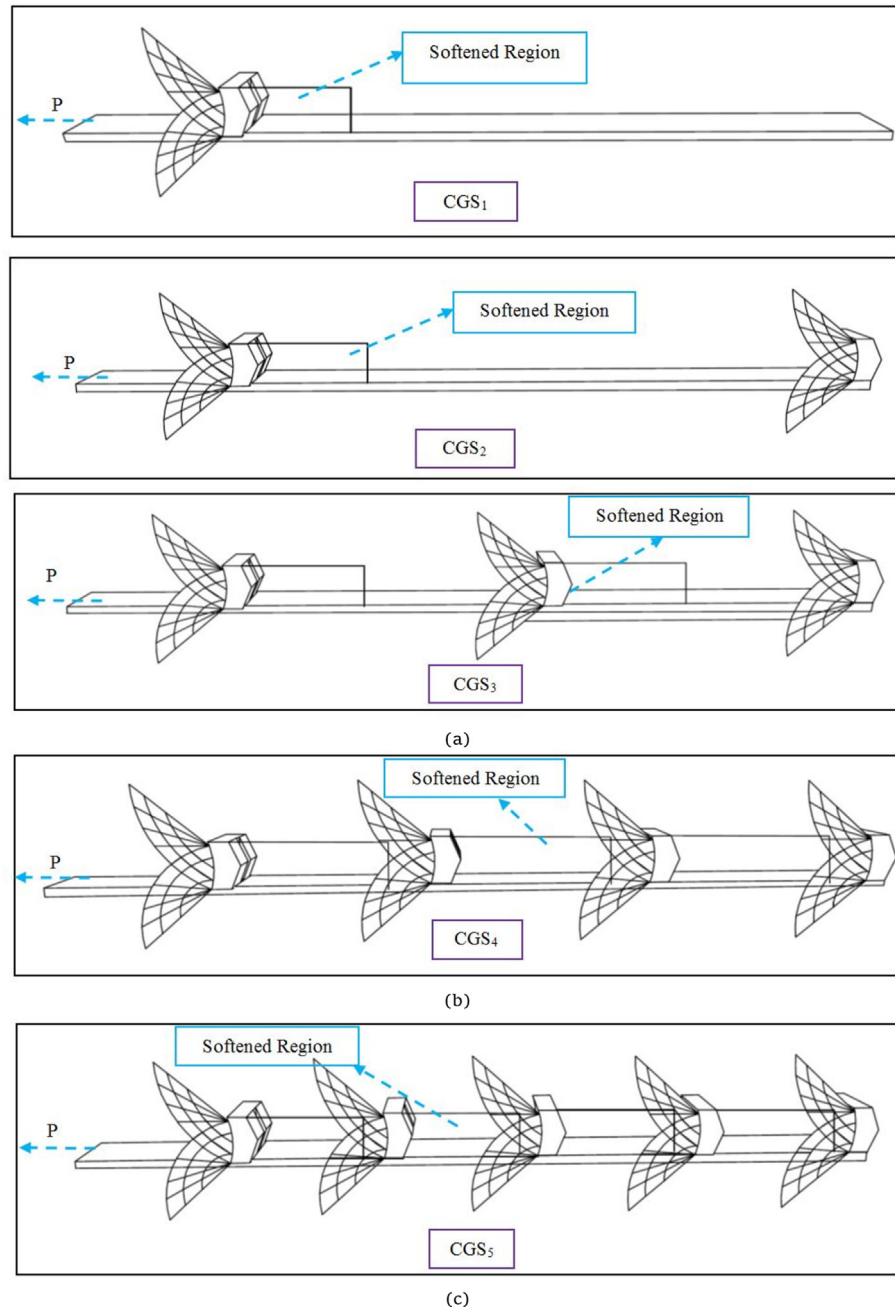 Softened Region
P
CGS₁
Softened Region
P
CGS₂
Softened Region
P
CGS₃
(a)
Softened Region
P
CGS₄
(b)
Softened Region
P
CGS₅
(c)